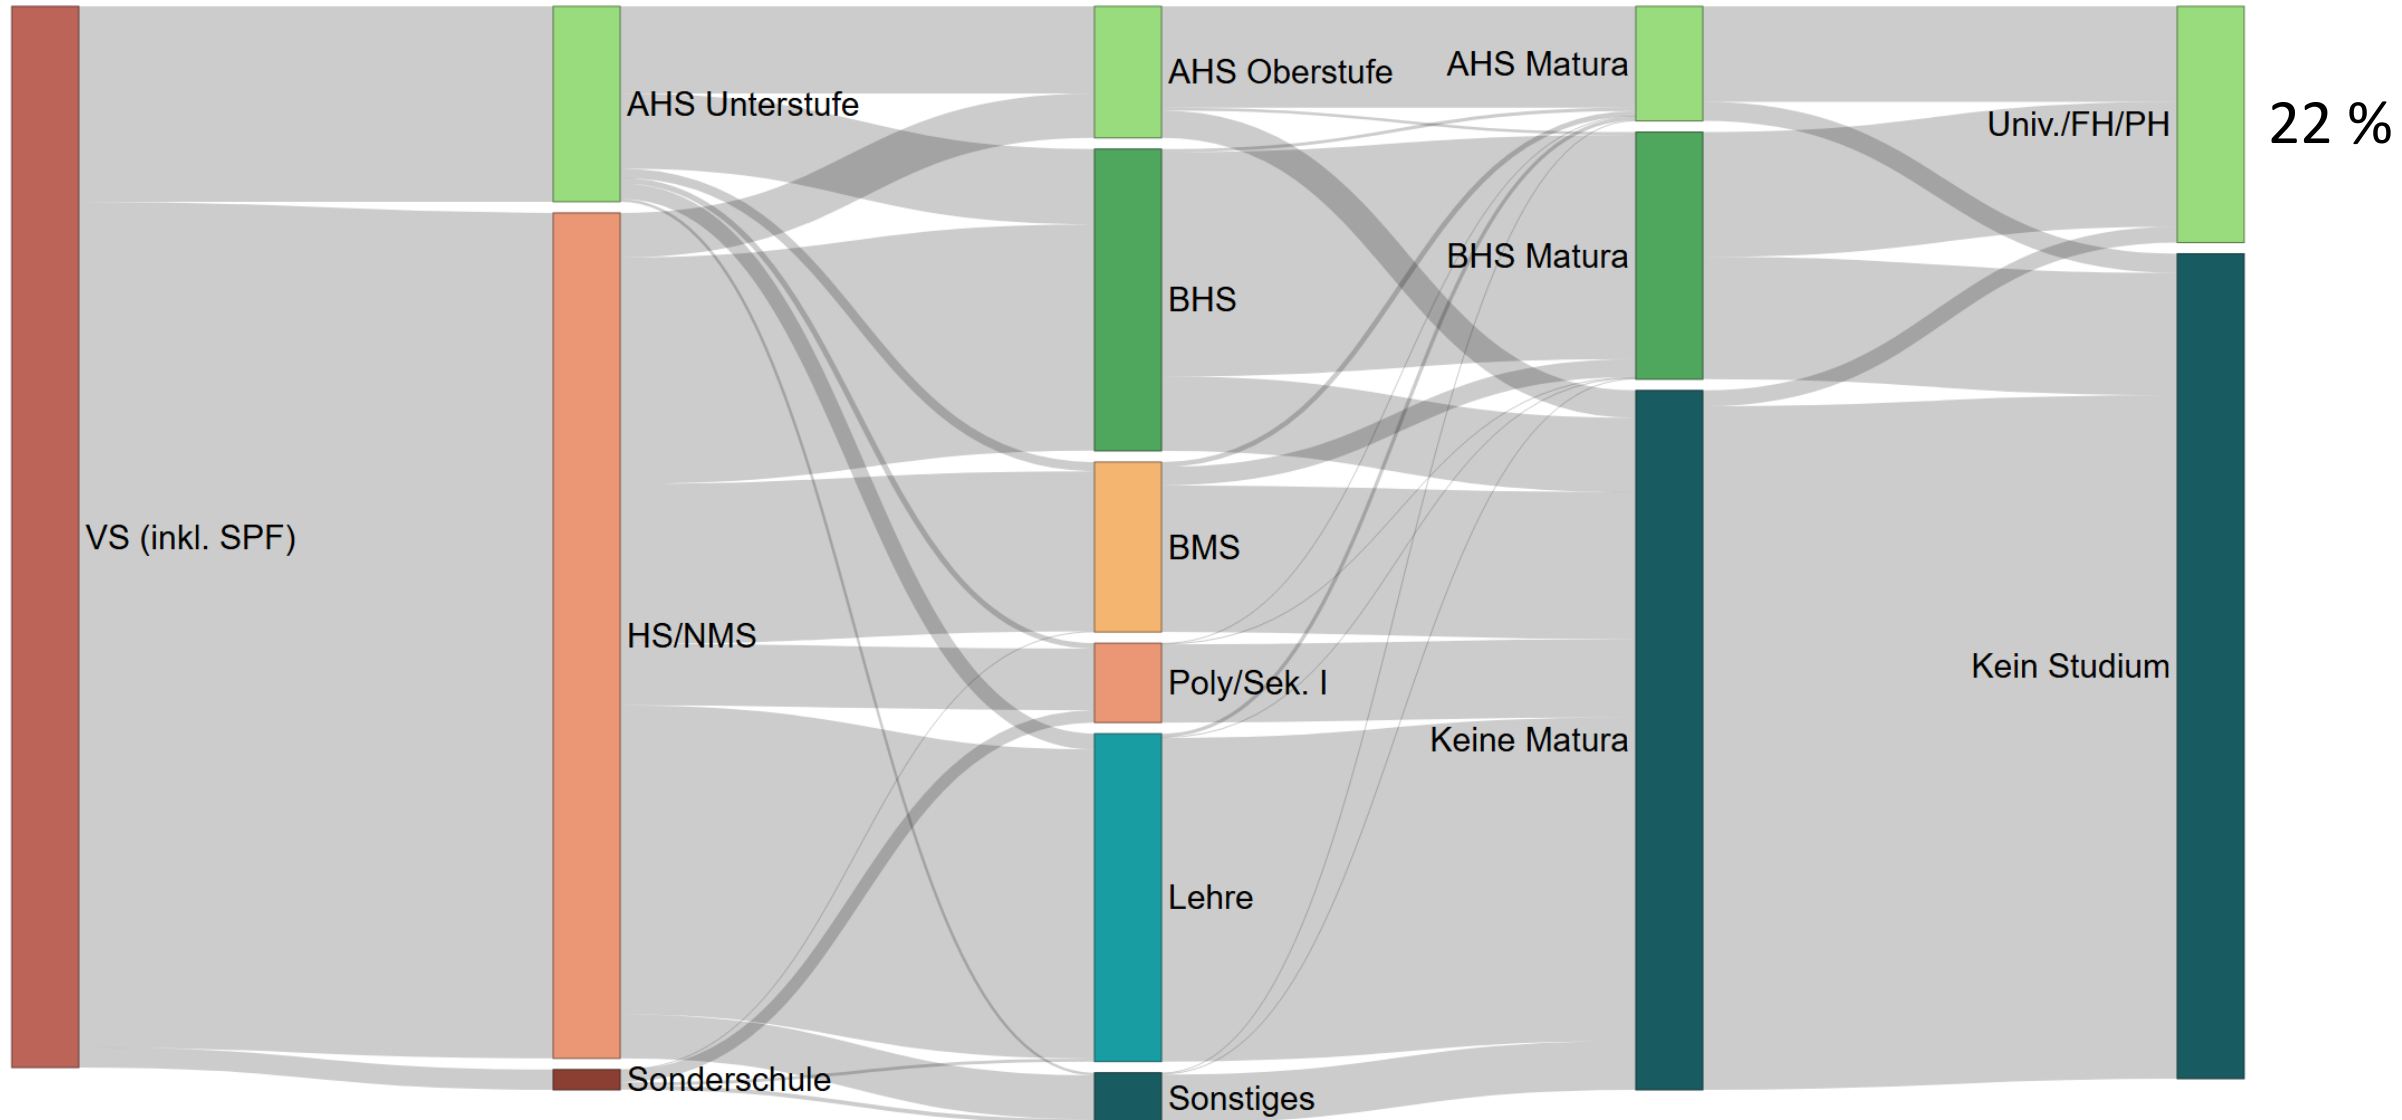 VS (inkl. SPF)
AHS Unterstufe
HS/NMS
Sonderschule
AHS Oberstufe
BHS
BMS
Poly/Sek. I
Lehre
Sonstiges
AHS Matura
BHS Matura
Keine Matura
Univ./FH/PH
Kein Studium
22 %